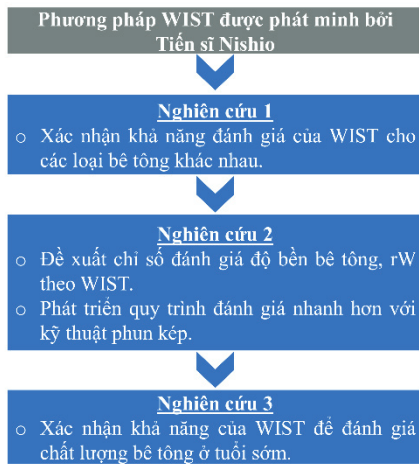 Phương pháp WIST được phát minh bởi
Tiến sĩ Nishio
Nghiên cứu 1
o Xác nhận khả năng đánh giá của WIST cho
các loại bê tông khác nhau.
Nghiên cứu 2
o Đề xuất chỉ số đánh giá độ bền bê tông, rW
theo WIST.
o Phát triển quy trình đánh giá nhanh hơn với
kỹ thuật phun kép.
Nghiên cứu 3
o Xác nhận khả năng của WIST để đánh giá
chất lượng bê tông ở tuổi sớm.